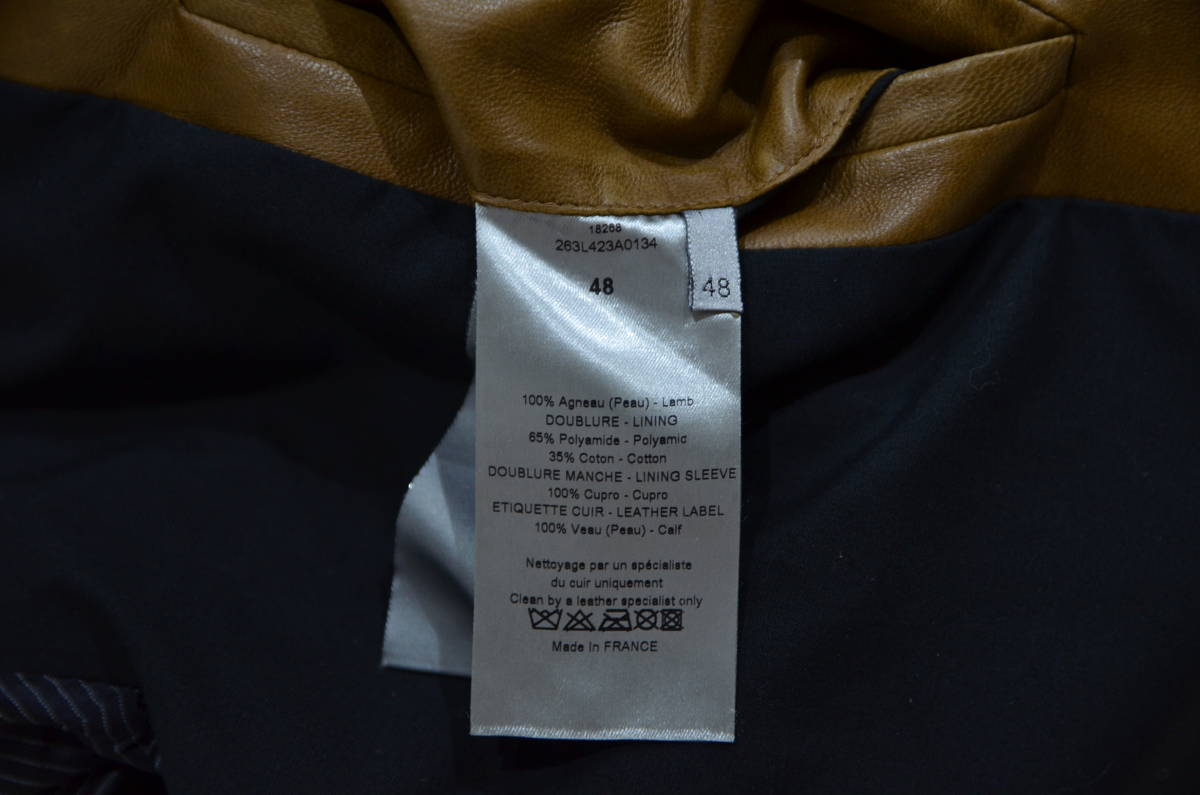 18268
263L423A0134
48
48
100% Agneau (Peau) - Lamb
DOUBLURE - LINING
65% Polyamide - Polyamid
35% Coton - Cotton
DOUBLURE MANCHE - LINING SLEEVE
100% Cupro - Cupro
ETIQUETTE CUIR - LEATHER LABEL
100% Veau (Peau) - Calf
Nettoyage par un spécialiste
du cuir uniquement
Clean by a leather specialist only
Made In FRANCE